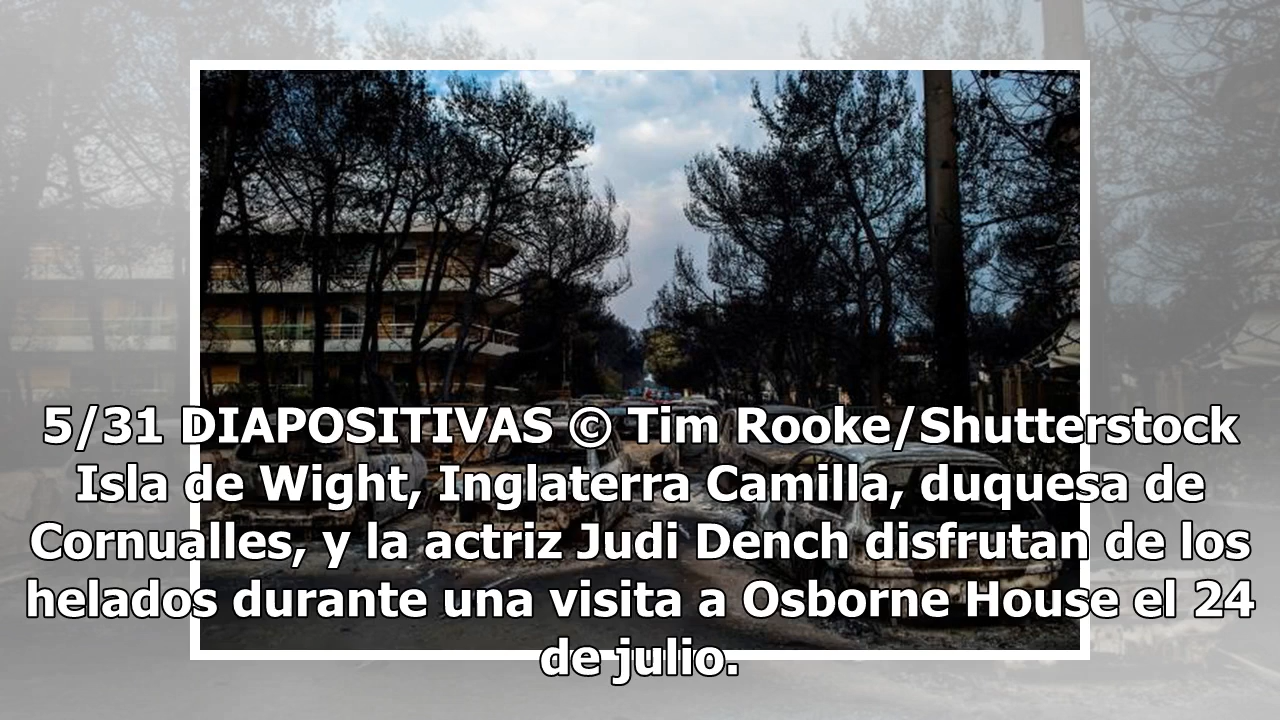 5/31 DIAPOSITIVAS © Tim Rooke/Shutterstock
Isla de Wight, Inglaterra Camilla, duquesa de
Cornualles, y la actriz Judi Dench disfrutan de los
helados durante una visita a Osborne House el 24
de julio.